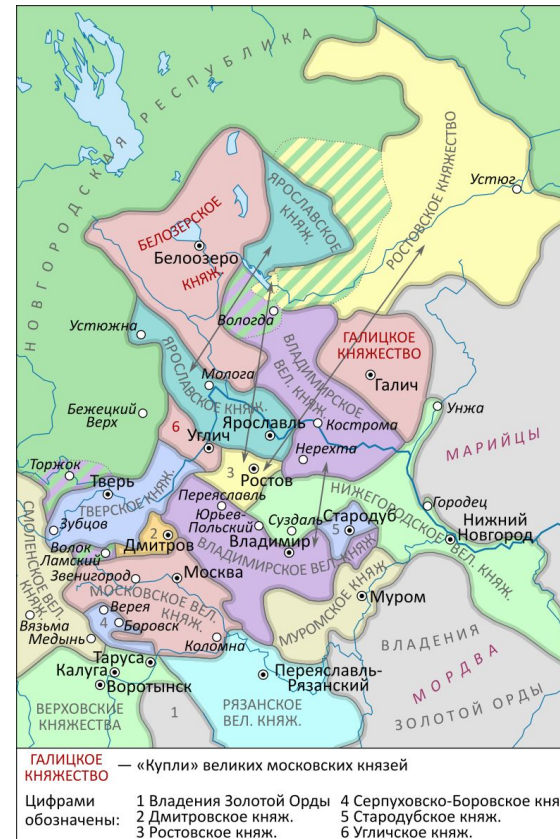 НОВГОРОДСКАЯ РЕСПУБЛИКА
Устюг
РОСТОВСКОЕ КНЯЖЕСТВО
ЯРОСЛАВСКОЕ
КНЯЖ.
БЕЛОЗЕРСКОЕ
КНЯЖ.
Белоозеро
Вологда
Устюжна
ГАЛИЦКОЕ
КНЯЖЕСТВО
Галич
ВЛАДИМИРСКОЕ
ВЕЛ. КНЯЖ.
Молога
ЯРОСЛАВСКОЕ КНЯЖ.
Бежецкий
Верх
6
Углич
Ярославль
Кострома
Унжа
МАРИЙЦЫ
Нерехта
3
Ростов
Торжок
Тверь
ТВЕРСКОЕ КНЯЖ.
Переяславль
Юрьев-
Польский
Суздаль
Стародуб
5
НИЖЕГОРОДСКОЕ ВЕЛ. КНЯЖ.
Городец
Нижний
Новгород
Зубцов
СМОЛЕНСКОЕ ВЕЛ.
КНЯЖ.
Волок
Ламский
2
Дмитров
Владимир
ВЛАДИМИРСКОЕ ВЕЛ. КНЯЖ.
Звенигород
Москва
МОСКОВСКОЕ ВЕЛ.
КНЯЖ.
Верея
4
Боровск
Вязьма
Медынь
Коломна
МУРОМСКОЕ КНЯЖ.
Муром
ВЛАДЕНИЯ
МОРДВА
ЗОЛОТОЙ ОРДЫ
Таруса
Калуга
Воротынск
Переяславль-
Рязанский
ВЕРХОВСКИЕ
КНЯЖЕСТВА
1
РЯЗАНСКОЕ
ВЕЛ. КНЯЖ.
ГАЛИЦКОЕ
КНЯЖЕСТВО — «Купли» великих московских князей
Цифрами
обозначены:
1 Владения Золотой Орды
2 Дмитровское княж.
3 Ростовское княж.
4 Серпуховско-Боровское кня
5 Стародубское княж.
6 Угличское княж.